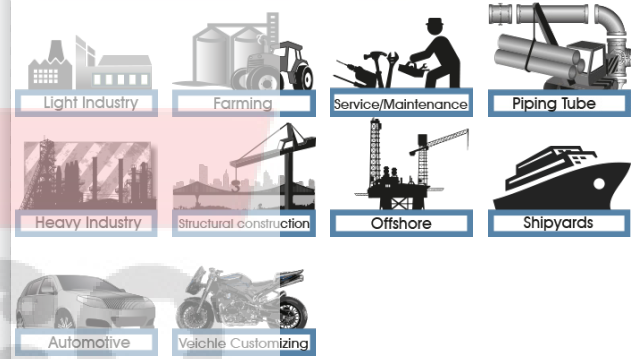 Light Industry
Farming
Service/Maintenance
Piping Tube
Heavy Industry
Structural construction
Offshore
Shipyards
Automotive
Veichle Customizing